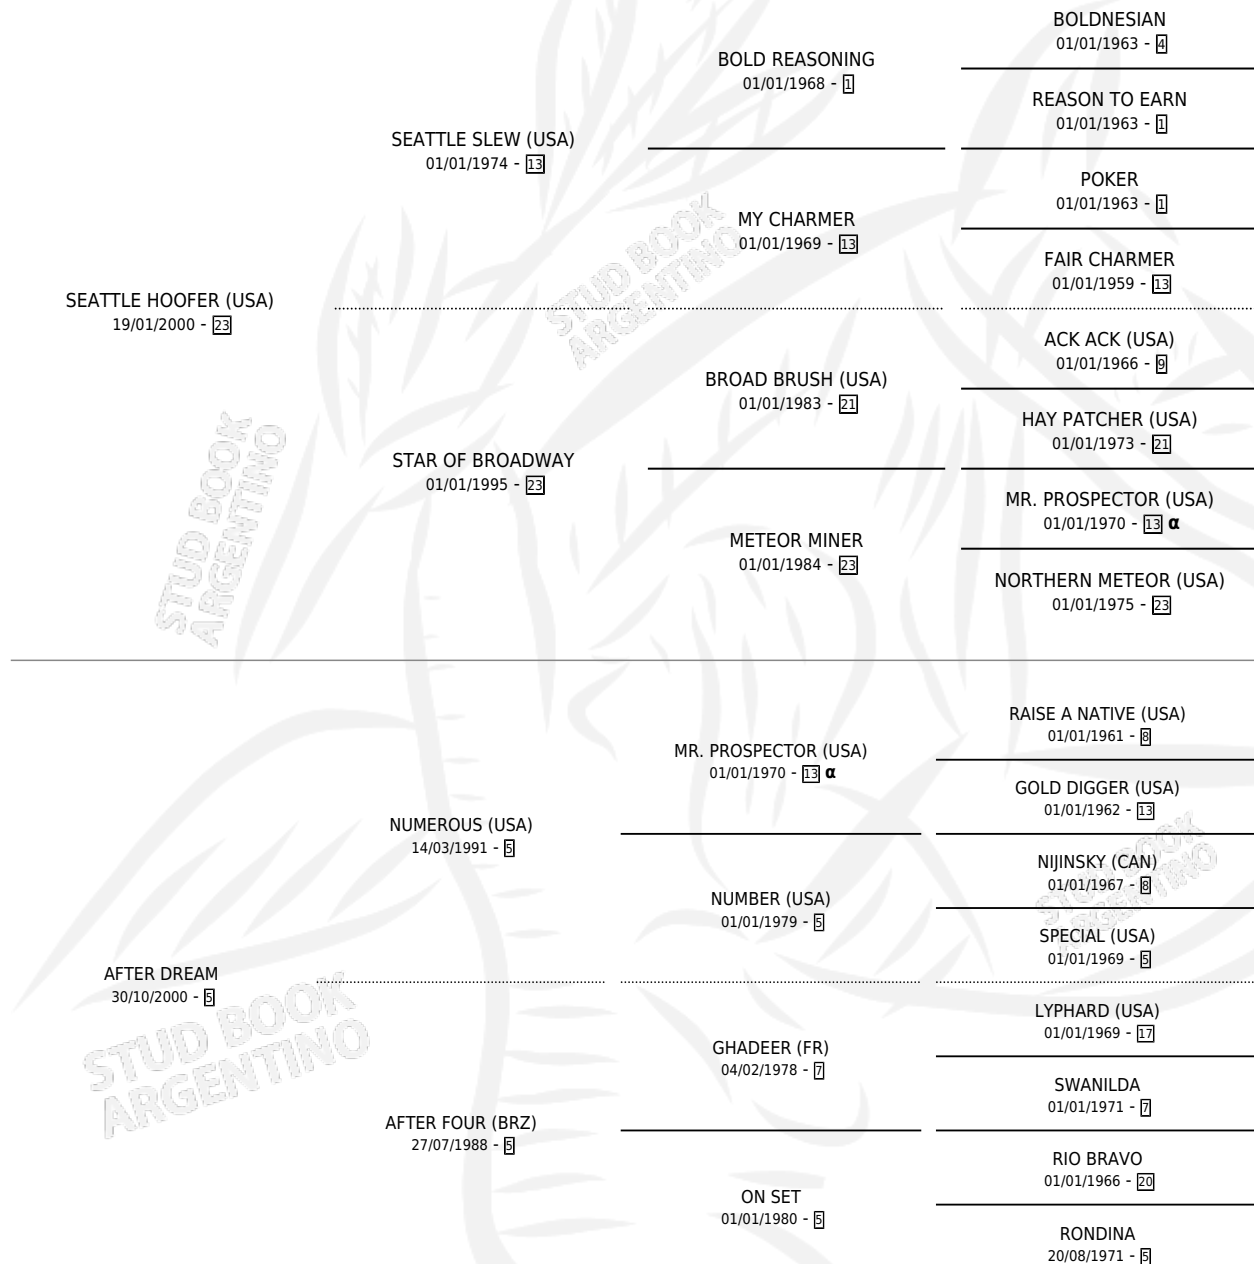 BOLDNESIAN
01/01/1963 - 4
BOLD REASONING
01/01/1968 - 1
REASON TO EARN
01/01/1963 - 1
SEATTLE SLEW (USA)
01/01/1974 - 13
POKER
01/01/1963 - 1
MY CHARMER
01/01/1969 - 13
FAIR CHARMER
01/01/1959 - 13
SEATTLE HOOFER (USA)
19/01/2000 - 23
ACK ACK (USA)
01/01/1966 - 9
BROAD BRUSH (USA)
01/01/1983 - 21
HAY PATCHER (USA)
01/01/1973 - 21
STAR OF BROADWAY
01/01/1995 - 23
MR. PROSPECTOR (USA)
01/01/1970 - 13 α
METEOR MINER
01/01/1984 - 23
NORTHERN METEOR (USA)
01/01/1975 - 23
RAISE A NATIVE (USA)
01/01/1961 - 8
MR. PROSPECTOR (USA)
01/01/1970 - 13 α
GOLD DIGGER (USA)
01/01/1962 - 13
NUMEROUS (USA)
14/03/1991 - 5
NIJINSKY (CAN)
01/01/1967 - 8
NUMBER (USA)
01/01/1979 - 5
SPECIAL (USA)
01/01/1969 - 5
AFTER DREAM
30/10/2000 - 5
LYPHARD (USA)
01/01/1969 - 17
GHADEER (FR)
04/02/1978 - 7
SWANILDA
01/01/1971 - 7
AFTER FOUR (BRZ)
27/07/1988 - 5
RIO BRAVO
01/01/1966 - 20
ON SET
01/01/1980 - 5
RONDINA
20/08/1971 - 5
STUD BOOK
ARGENTINO
STUD BOOK
ARGENTINO
STUD BOOK
ARGENTINO
STUD BOOK
ARGENTINO